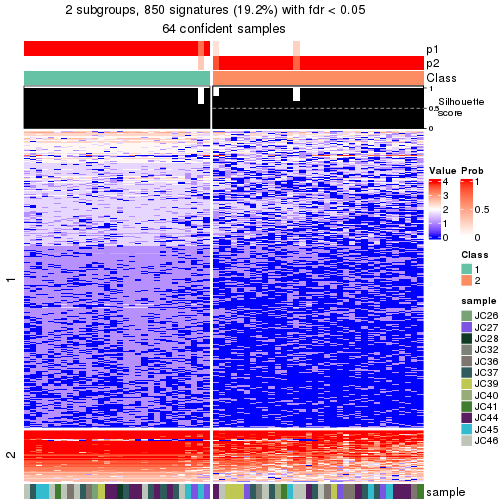 2 subgroups, 850 signatures (19.2%) with fdr < 0.05
64 confident samples
p1
p2
Class
1
0.5
0
Silhouette
score
1
2
sample
Value
4
3
2
1
0
Prob
1
0.5
0
Class
1
2
sample
JC26
JC27
JC28
JC32
JC36
JC37
JC39
JC40
JC41
JC44
JC45
JC46